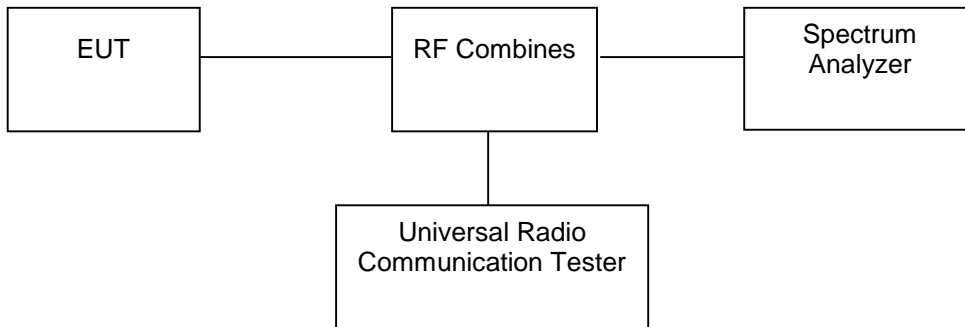 EUT
RF Combines
Spectrum
Analyzer
Universal Radio
Communication Tester